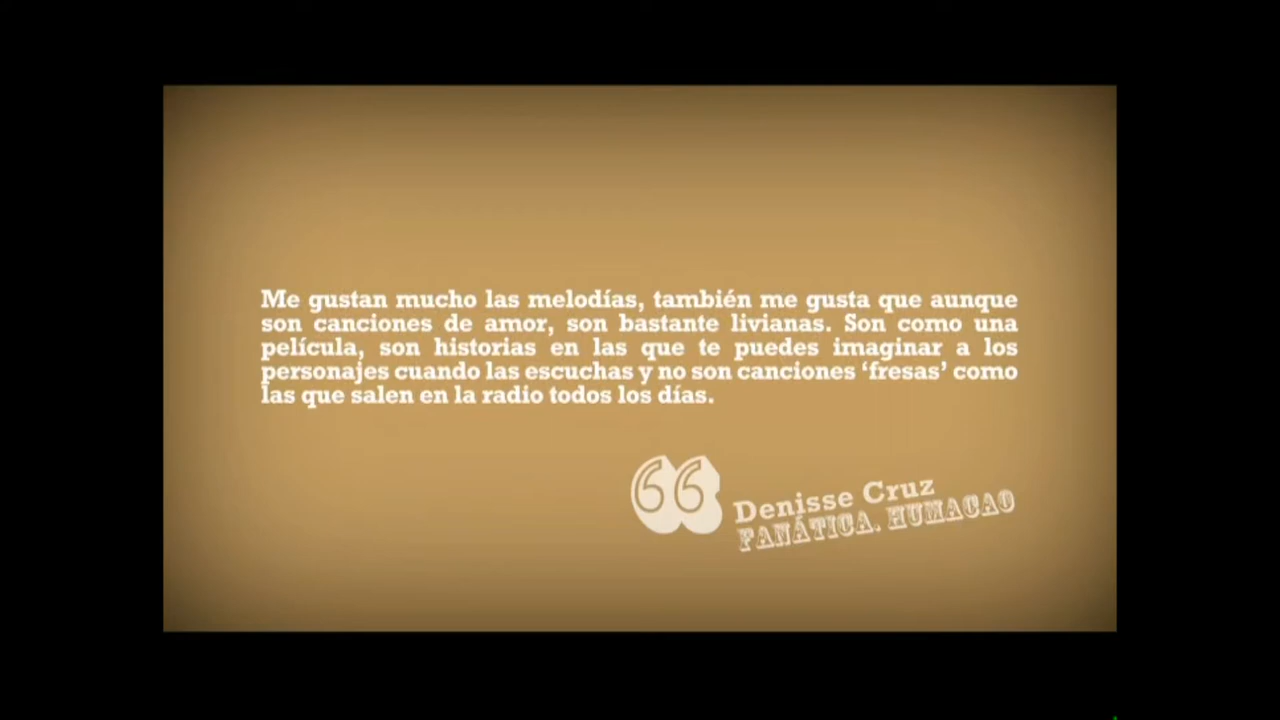 Me gustan mucho las melodías, también me gusta que aunque
son canciones de amor, son bastante livianas. Son como una
película, son historias en las que te puedes imaginar a los
personajes cuando las escuchas y no son canciones ‘fresas’ como
las que salen en la radio todos los días.
Denisse Cruz
FANÁTICA. HUMACAO